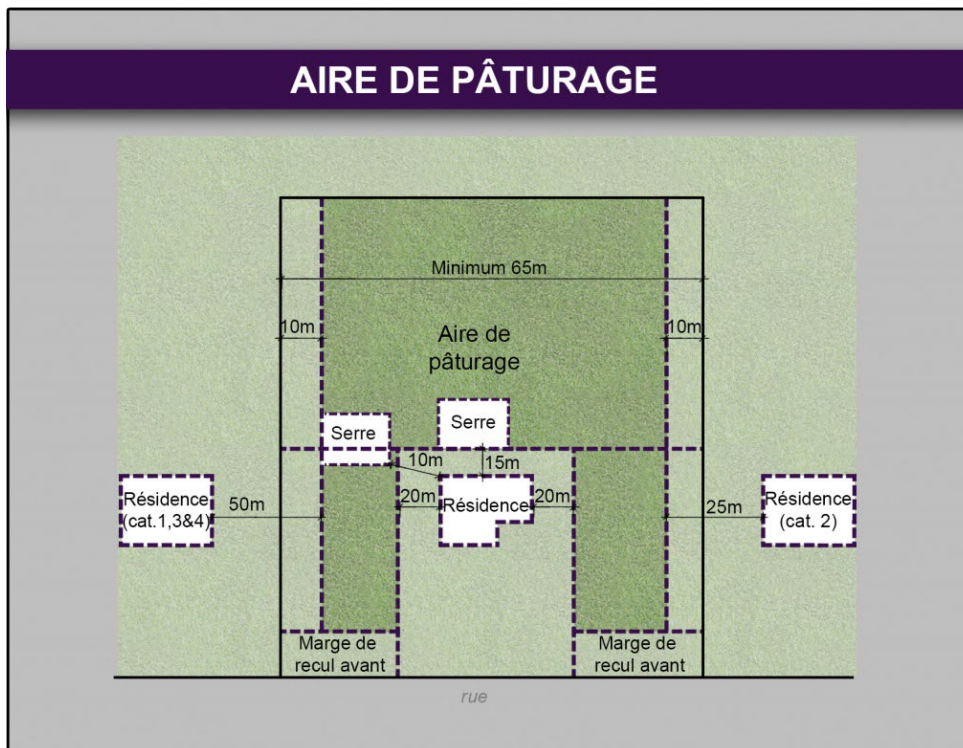 AIRE DE PÂTURAGE
Minimum 65m
10m
10m
Aire de
pâturage
Serre
Serre
10m
15m
Résidence
(cat.1,3&4)
50m
20m
Résidence
20m
25m
Résidence
(cat. 2)
Marge de
recul avant
Marge de
recul avant
rue